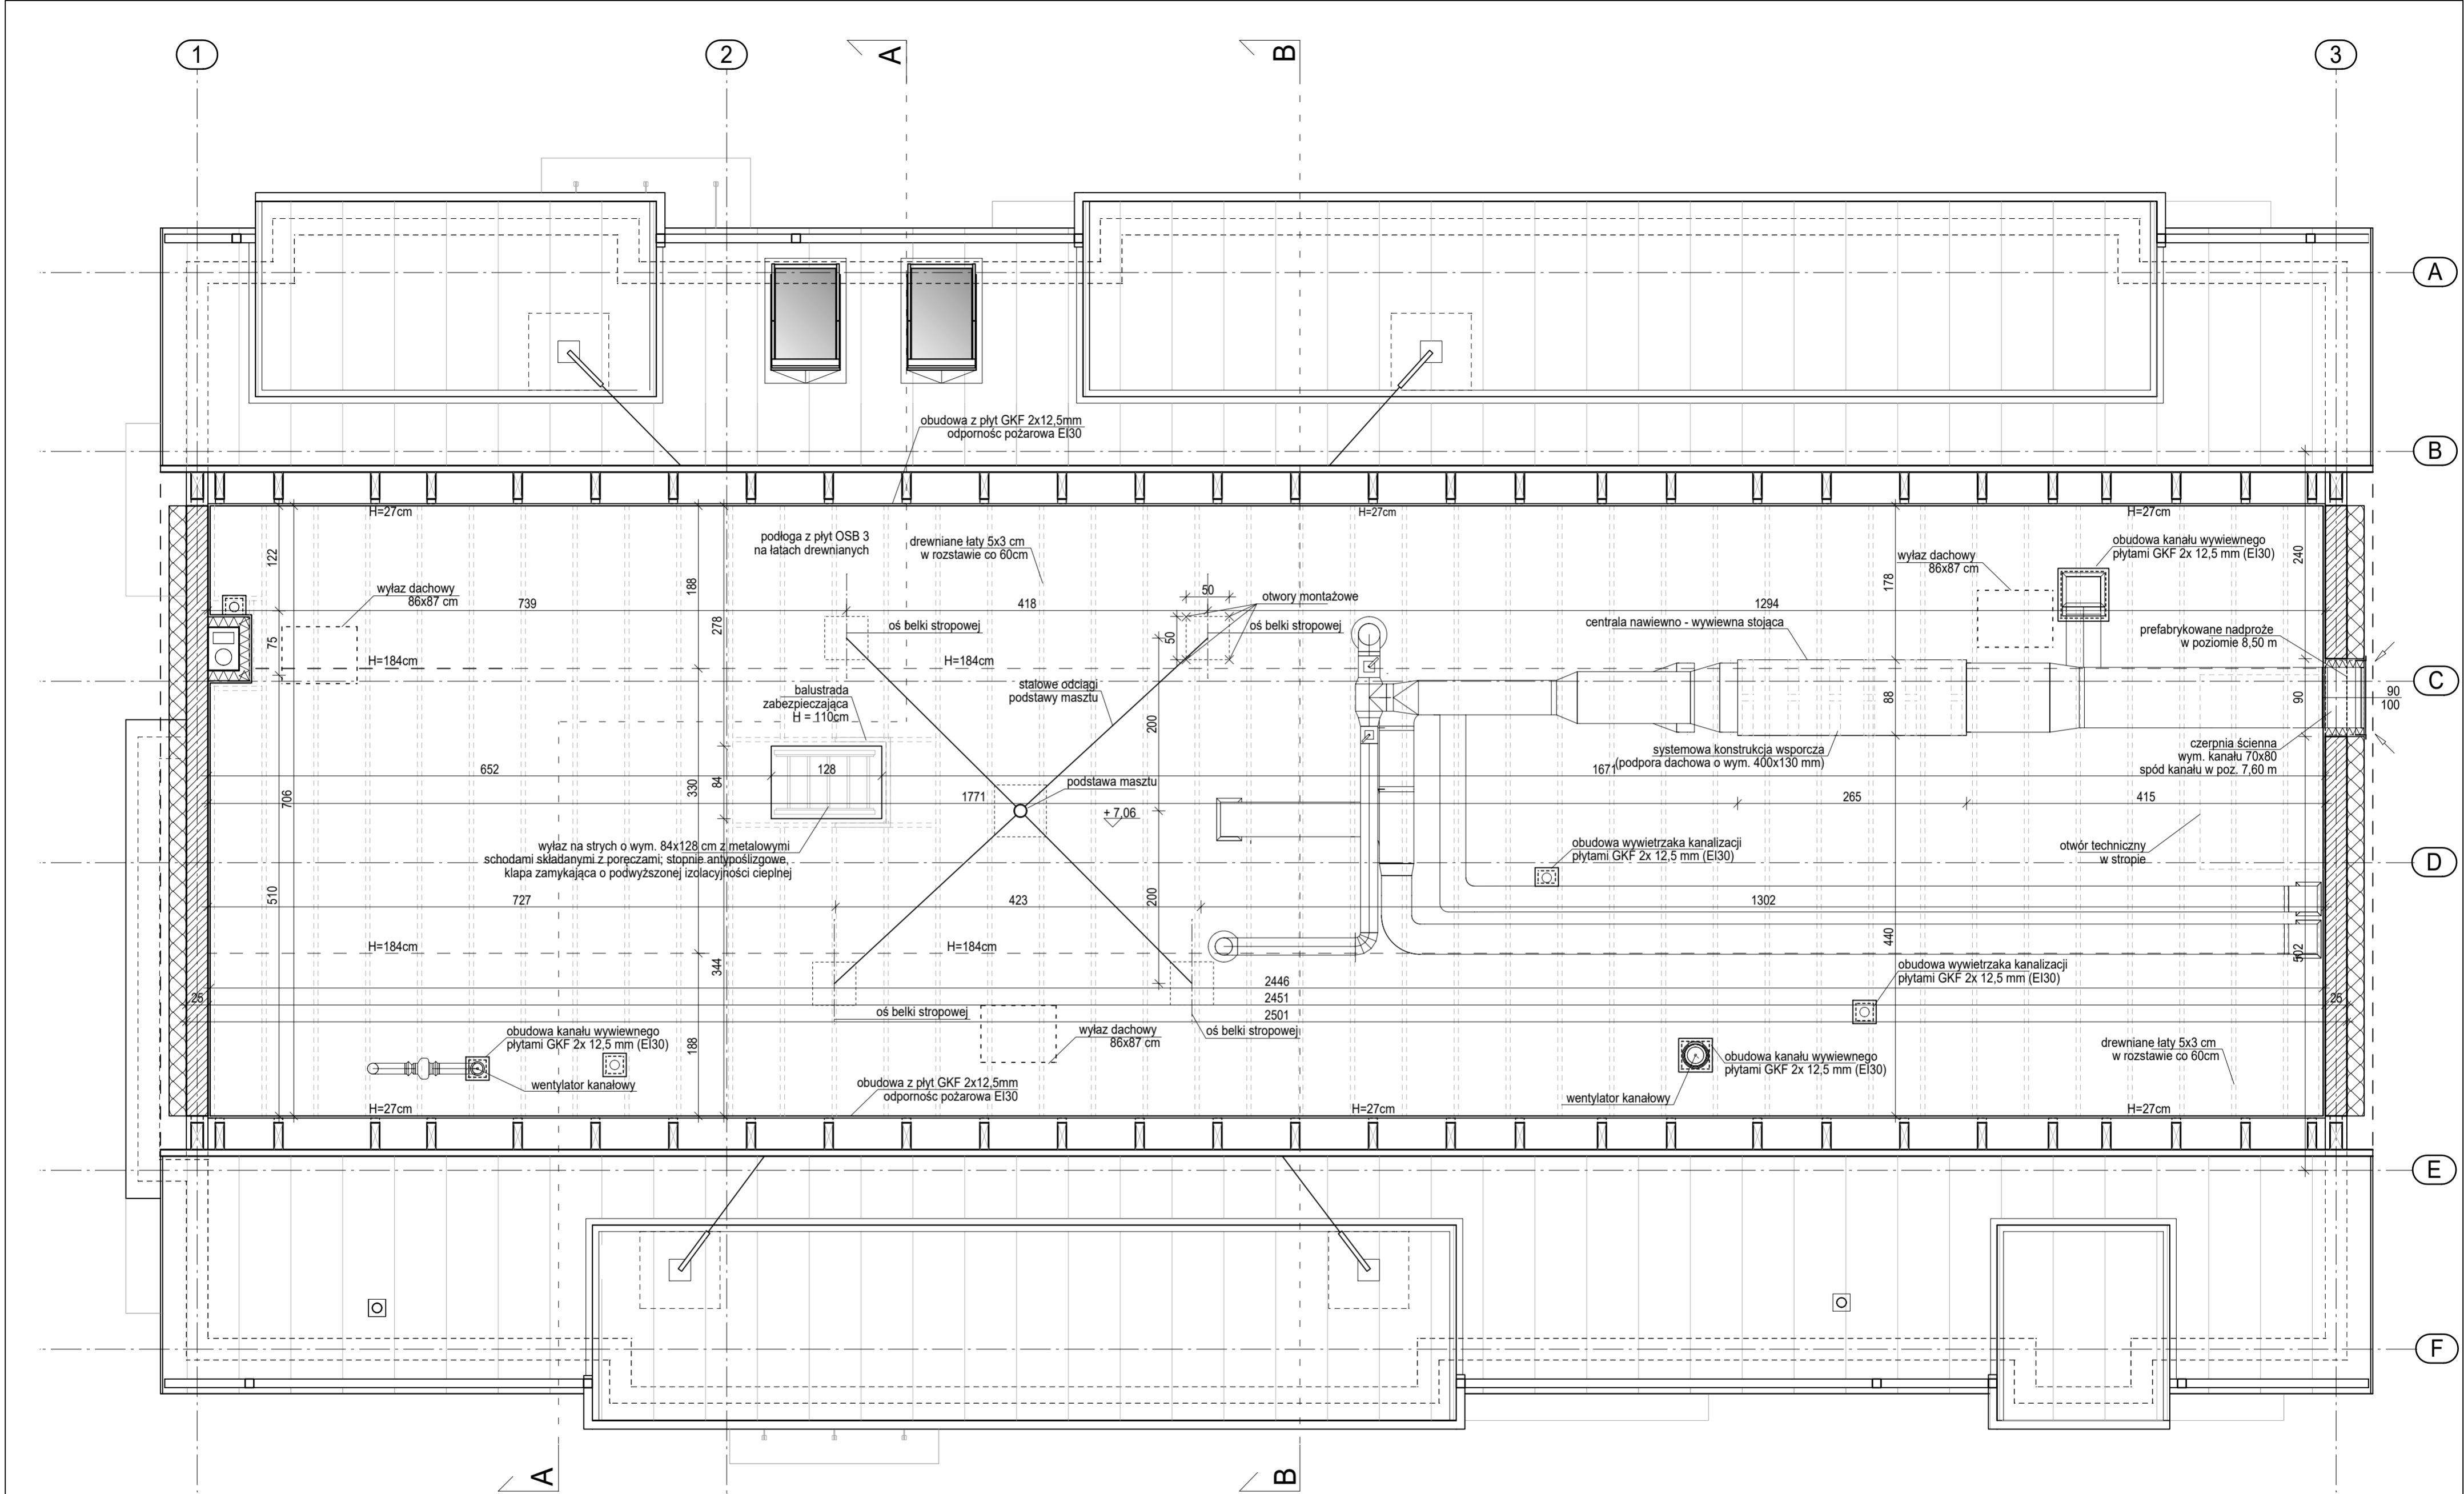 1
2
A
B
3
A
B
obudowa z płyt GKF 2x12,5mm
odpornośc pożarowa EI30
H=27cm
H=27cm
H=27cm
122
188
178
240
podłoga z płyt OSB 3
na łatach drewnianych
drewniane łaty 5x3 cm
w rozstawie co 60cm
obudowa kanału wywiewnego
płytami GKF 2x 12,5 mm (EI30)
wyłaz dachowy
86x87 cm
wyłaz dachowy
86x87 cm
739
418
50
otwory montażowe
1294
75
278
oś belki stropowej
50
oś belki stropowej
centrala nawiewno - wywiewna stojąca
prefabrykowane nadproże
w poziomie 8,50 m
H=184cm
H=184cm
C
stalowe odciągi
podstawy masztu
balustrada
zabezpieczająca
H = 110cm
200
88
90
90
100
systemowa konstrukcja wsporcza
(podpora dachowa o wym. 400x130 mm)
czerpnia ścienna
wym. kanału 70x80
spód kanału w poz. 7,60 m
652
128
1671
podstawa masztu
706
330
84
1771
265
415
+ 7,06
wyłaz na strych o wym. 84x128 cm z metalowymi
schodami składanymi z poręczami; stopnie antypoślizgowe,
klapa zamykająca o podwyższonej izolacyjności cieplnej
obudowa wywietrzaka kanalizacji
płytami GKF 2x 12,5 mm (EI30)
otwór techniczny
w stropie
D
510
727
423
200
1302
H=184cm
H=184cm
344
440
502
obudowa wywietrzaka kanalizacji
płytami GKF 2x 12,5 mm (EI30)
2446
25
2451
25
2501
oś belki stropowej
oś belki stropowej
wyłaz dachowy
86x87 cm
obudowa kanału wywiewnego
płytami GKF 2x 12,5 mm (EI30)
wentylator kanałowy
188
obudowa z płyt GKF 2x12,5mm
odpornośc pożarowa EI30
obudowa kanału wywiewnego
płytami GKF 2x 12,5 mm (EI30)
wentylator kanałowy
drewniane łaty 5x3 cm
w rozstawie co 60cm
H=27cm
H=27cm
H=27cm
E
F
A
B